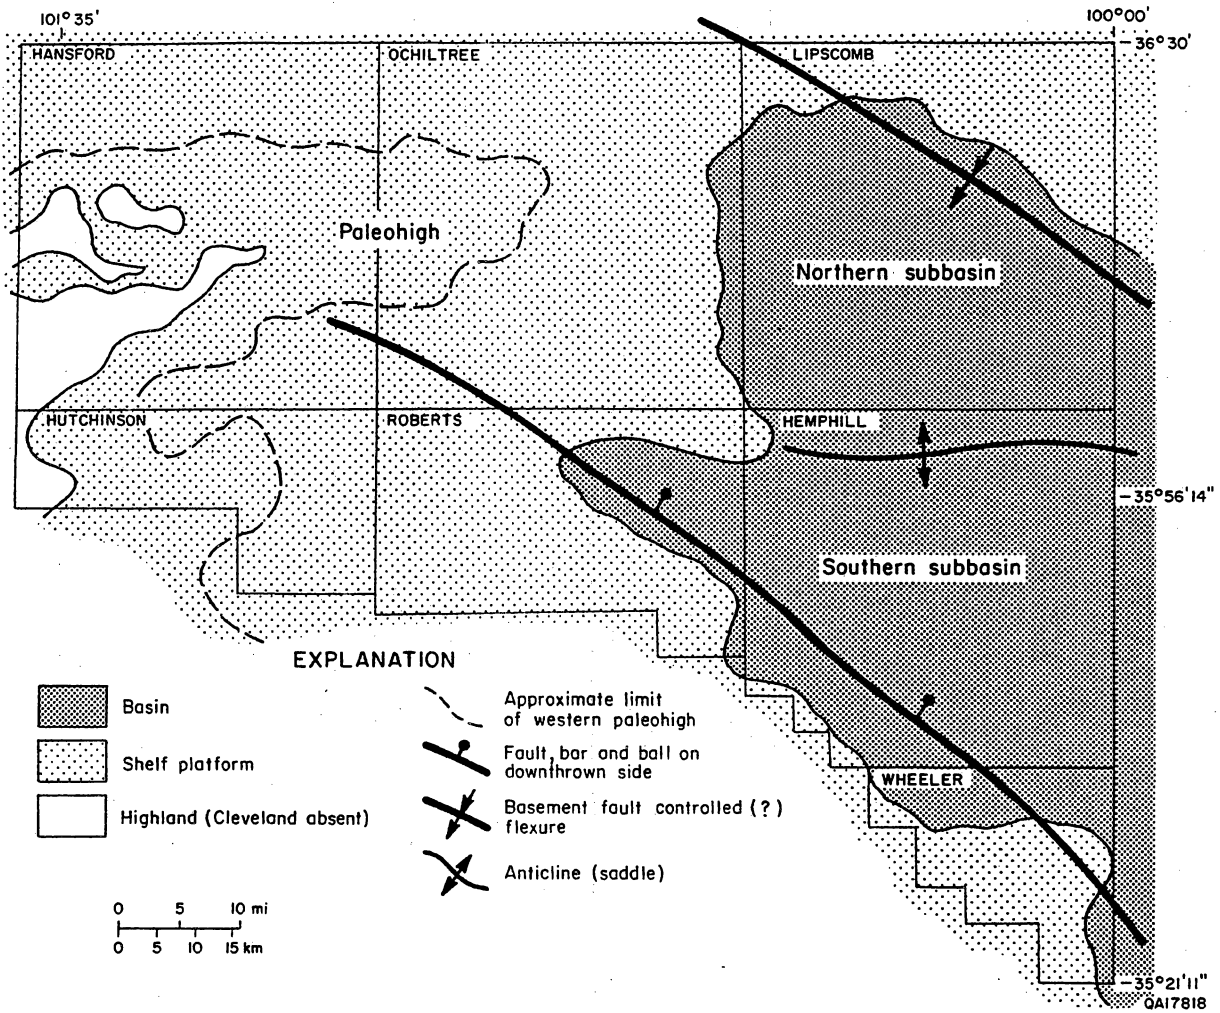 101° 35'
100° 00'
36° 30'
HANSFORD
OCHILTREE
LIPSCOMB
Paleohigh
Northern subbasin
HUTCHINSON
ROBERTS
HEMPHILL
35° 56' 14"
Southern subbasin
EXPLANATION
Basin
Shelf platform
Highland (Cleveland absent)
Approximate limit
of western paleohigh
Fault, bar and ball on
downthrown side
Basement fault controlled (?)
flexure
Anticline (saddle)
WHEELER
0 5 10 mi
0 5 10 15 km
35° 21' 11"
QA17818